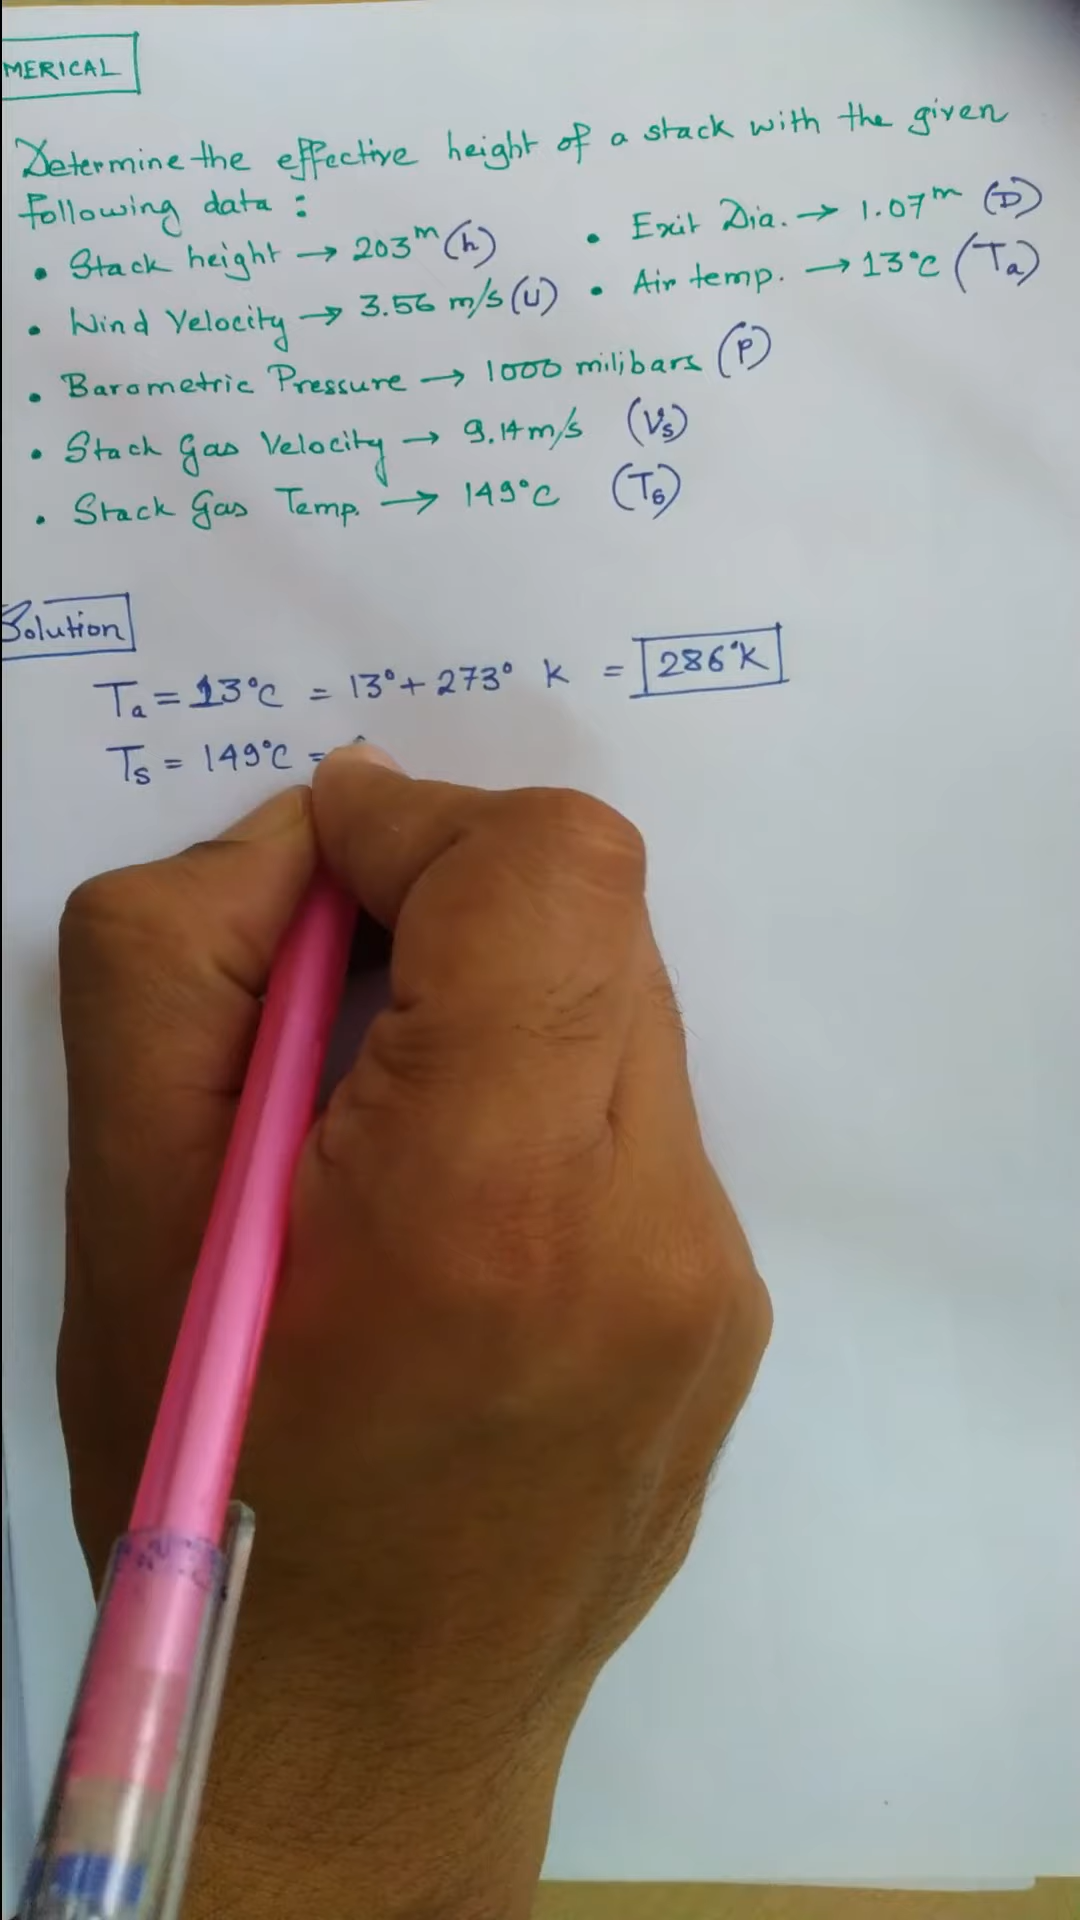 MERICAL
Determine the effective height of a stack with the given
following data :
• Stack height → 203m (h)
• Exit Dia. → 1.07m (D)
• Wind Velocity → 3.56 m/s (U)
• Air temp. → 13°C (Ta)
• Barometric Pressure → 1000 milibars (P)
• Stack Gas Velocity → 9.14 m/s (Vs)
• Stack Gas Temp. → 149°C (Ts)
Solution
Ta = 13°C = 13° + 273° K = 286°K
Ts = 149°C =